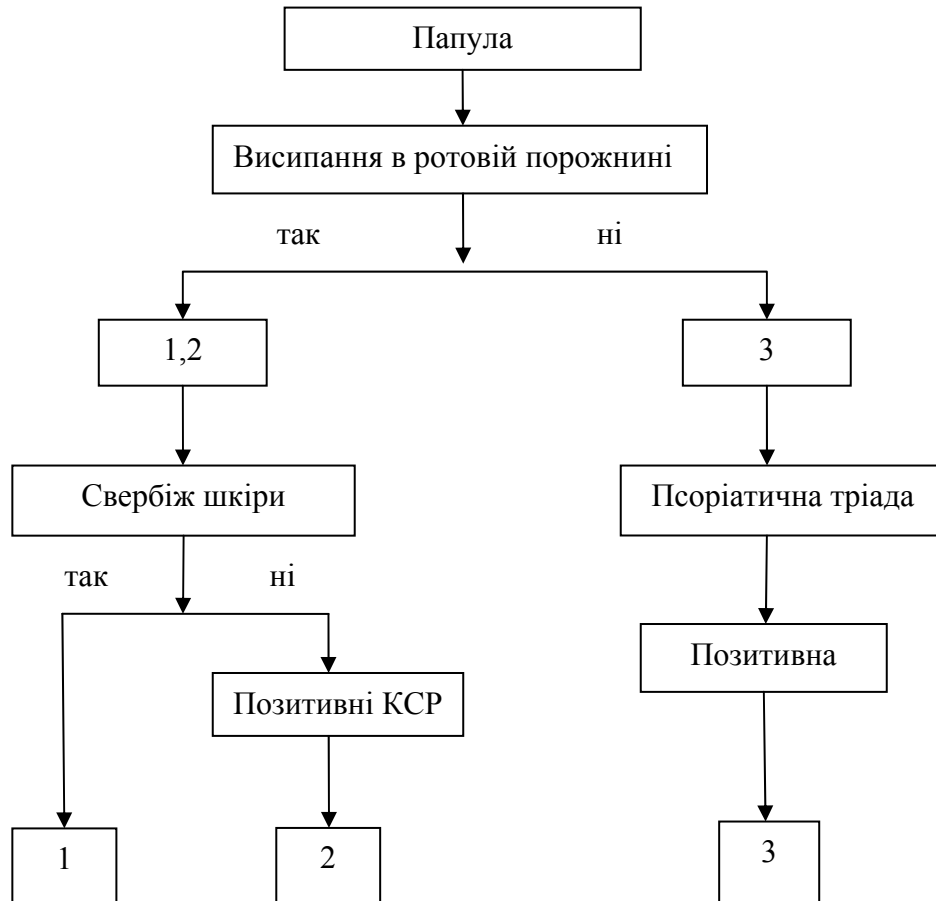 Папула
Висипання в ротовій порожнині
так ні
1,2 3
Свербіж шкіри Псоріатична тріада
так ні
Позитивна
Позитивні КСР
1 2 3